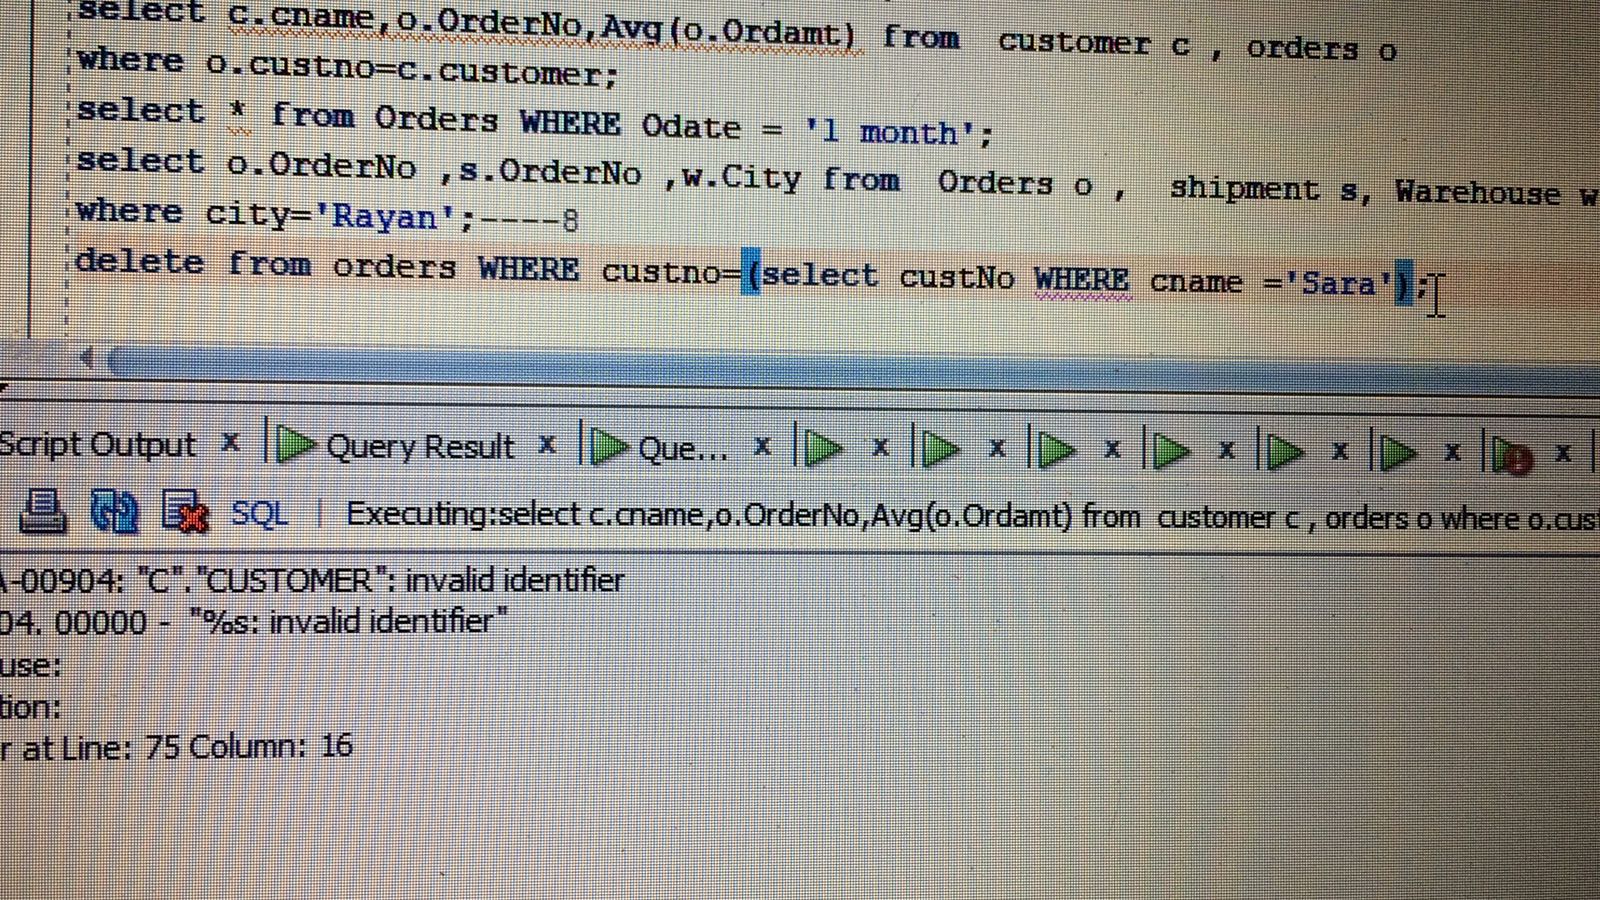 select c.cname,o.OrderNo,Avg(o.Ordamt) from customer c , orders o
where o.custno=c.customer;
select * from Orders WHERE Odate = '1 month';
select o.OrderNo ,s.OrderNo ,w.City from Orders o , shipment s, Warehouse w
where city='Rayan';----8
delete from orders WHERE custno=(select custNo WHERE cname ='Sara');
Script Output x Query Result x Que... x x x x x x x x
SQL Executing:select c.cname,o.OrderNo,Avg(o.Ordamt) from customer c , orders o where o.cus
A-00904: "C"."CUSTOMER": invalid identifier
04. 00000 - "%s: invalid identifier"
use:
tion:
r at Line: 75 Column: 16